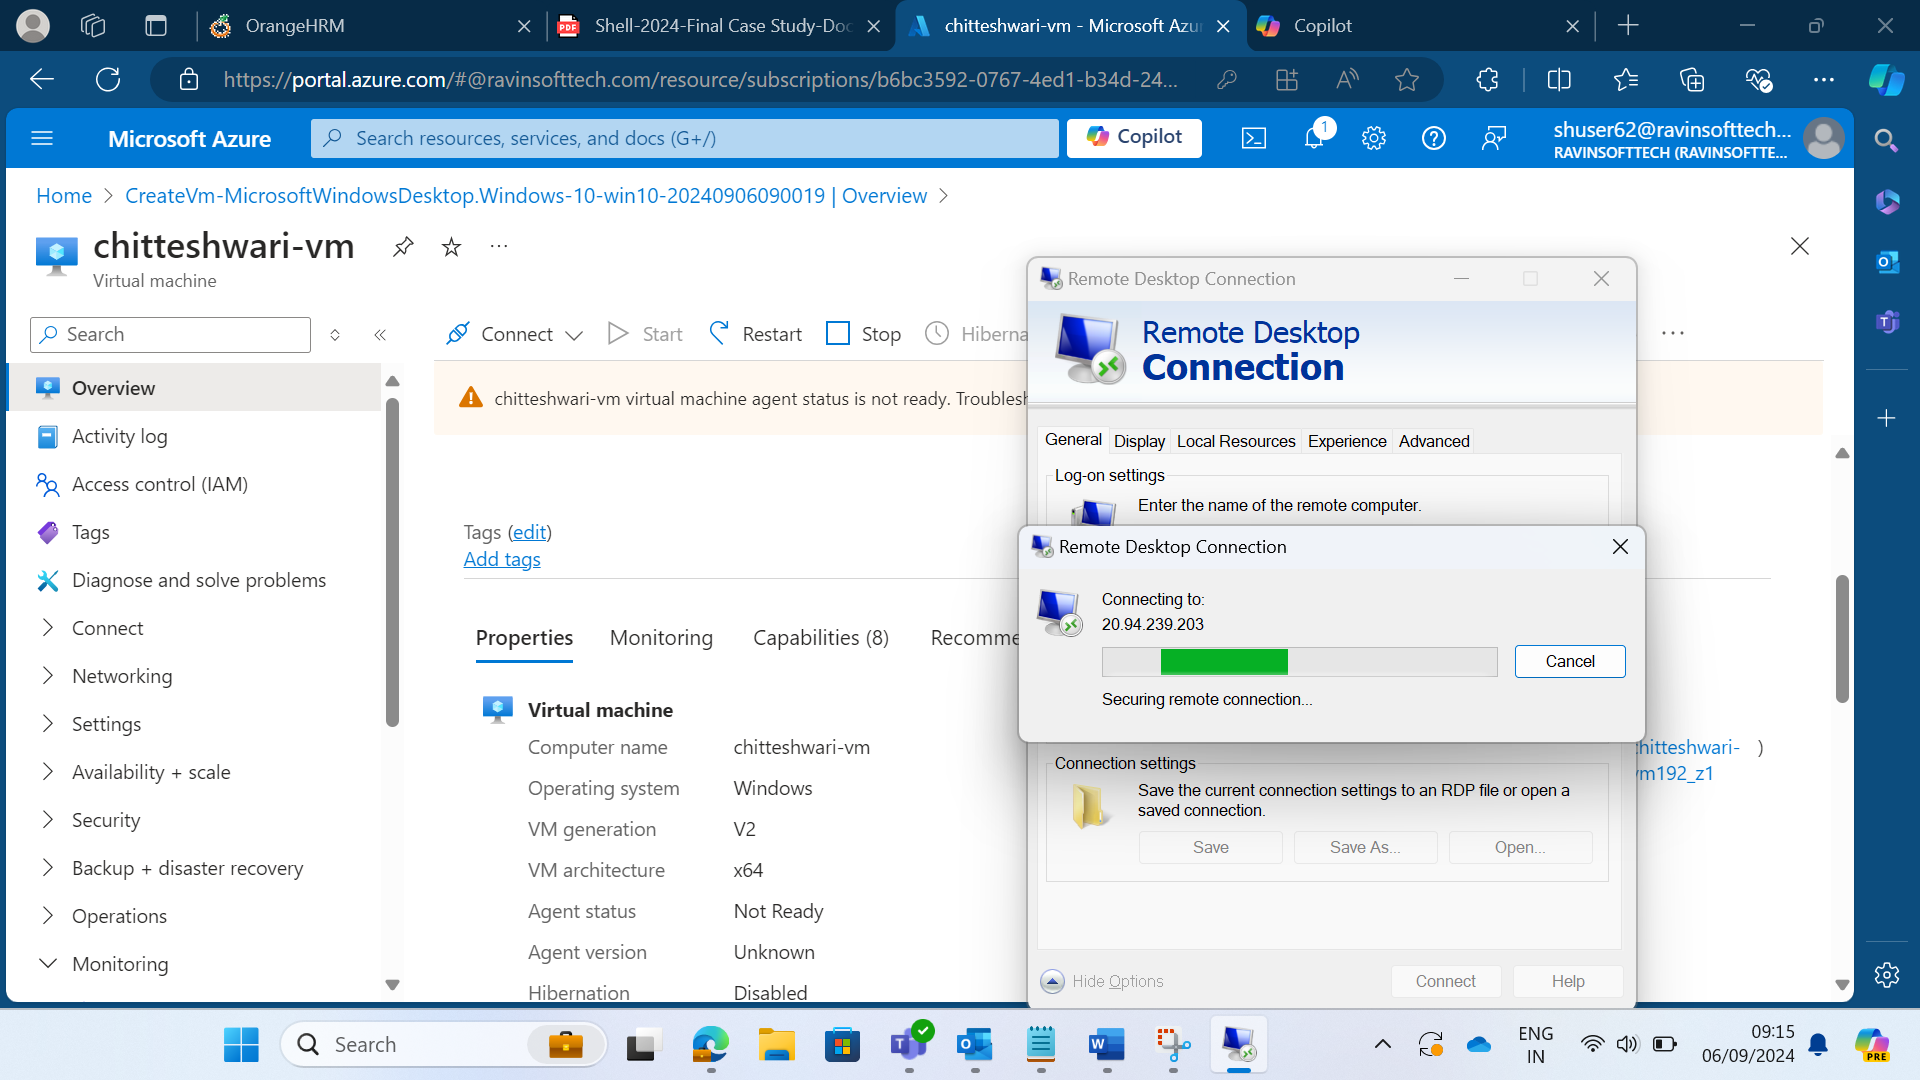 OrangeHRM
Shell-2024-Final Case Study-Doc
chitteshwari-vm - Microsoft Azu
Copilot
https://portal.azure.com/#@ravinsofttech.com/resource/subscriptions/b6bc3592-0767-4ed1-b34d-24...
Microsoft Azure
Search resources, services, and docs (G+/)
Copilot
1
shuser62@ravinsofttech...
RAVINSOFTTECH (RAVINSOFTTE...
Home > CreateVm-MicrosoftWindowsDesktop.Windows-10-win10-20240906090019 | Overview >
chitteshwari-vm
Virtual machine
Search
Connect
Start
Restart
Stop
Hiberna
Overview
Activity log
Access control (IAM)
Tags
Diagnose and solve problems
Connect
Networking
Settings
Availability + scale
Security
Backup + disaster recovery
Operations
Monitoring
chitteshwari-vm virtual machine agent status is not ready. Troublesh
Tags (edit)
Add tags
Properties
Monitoring
Capabilities (8)
Recomme
Virtual machine
Computer name chitteshwari-vm
Operating system Windows
VM generation V2
VM architecture x64
Agent status Not Ready
Agent version Unknown
Hibernation Disabled
chitteshwari- )
vm192_z1
Remote Desktop Connection
Remote Desktop
Connection
General
Display
Local Resources
Experience
Advanced
Log-on settings
Enter the name of the remote computer.
Remote Desktop Connection
Connecting to:
20.94.239.203
Cancel
Securing remote connection...
Connection settings
Save the current connection settings to an RDP file or open a
saved connection.
Save
Save As...
Open...
Hide Options
Connect
Help
Search
ENG
IN
09:15
06/09/2024
PRE